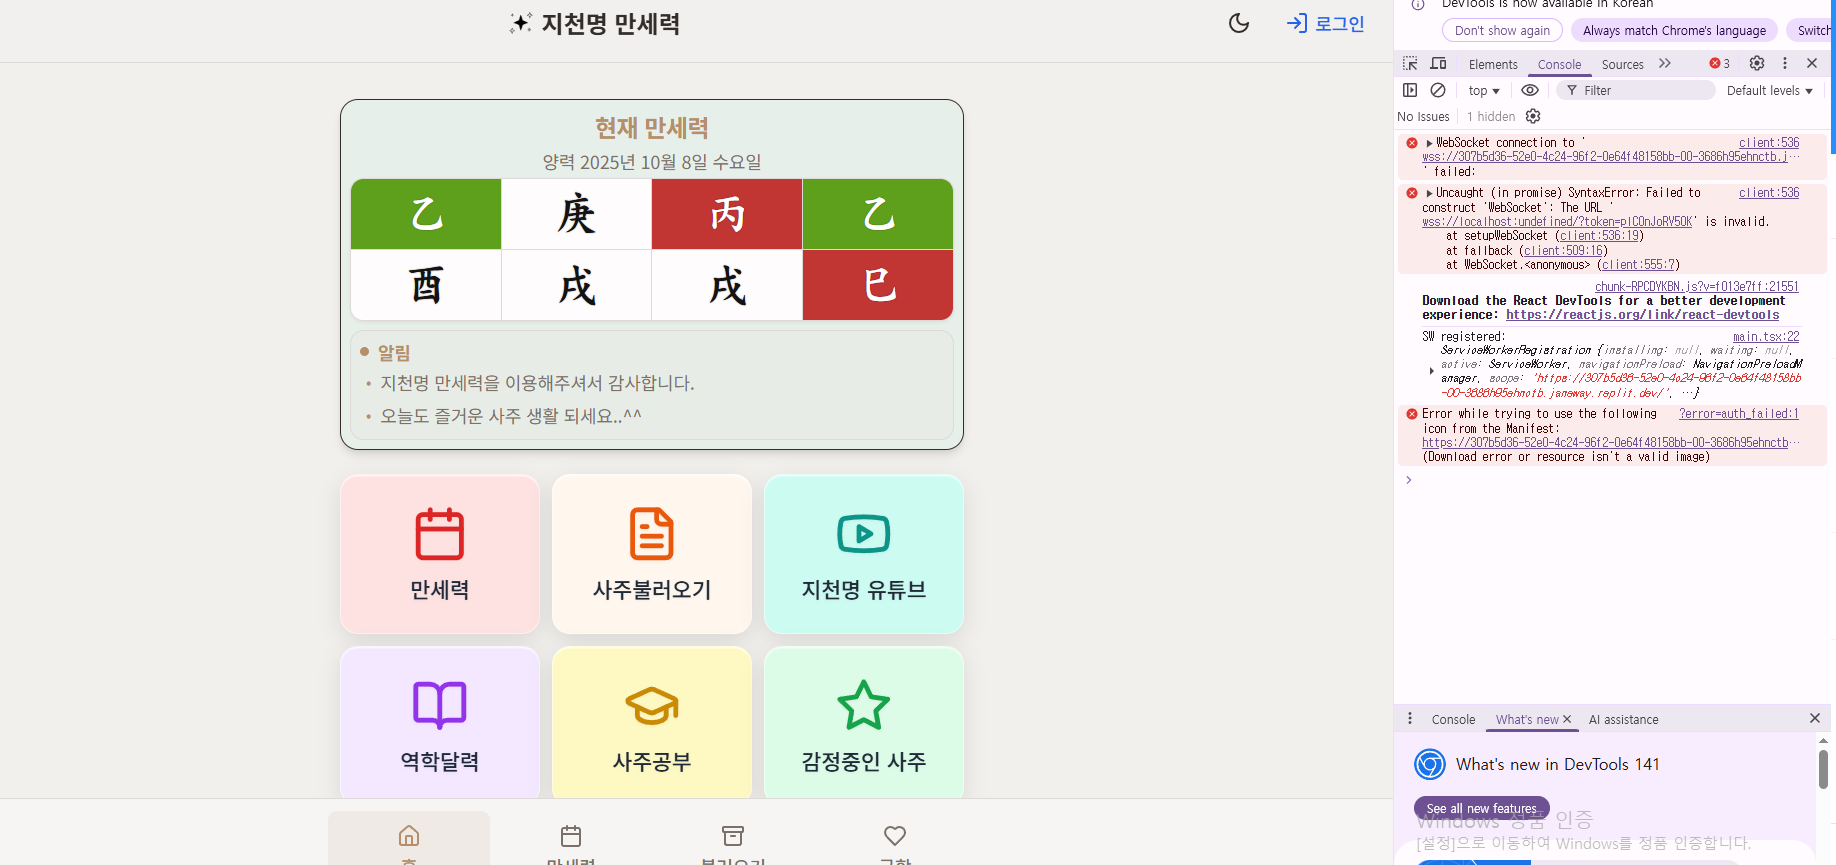 지천명 만세력
로그인
현재 만세력
양력 2025년 10월 8일 수요일
乙 庚 丙 乙
酉 戌 戌 巳
알림
• 지천명 만세력을 이용해주셔서 감사합니다.
• 오늘도 즐거운 사주 생활 되세요..^^
만세력
사주불러오기
지천명 유튜브
역학달력
사주공부
감정중인 사주
DevTools is now available in Korean
Don't show again
Always match Chrome's language
Switch
Elements
Console
Sources
3
top
Filter
Default levels
No Issues
1 hidden
WebSocket connection to ' client:536
wss://307b5d36-52e0-4c24-96f2-0e64f48158bb-00-3686h95ehnctb.j…
' failed:
Uncaught (in promise) SyntaxError: Failed to client:536
construct 'WebSocket': The URL '
wss://localhost:undefined/?token=plC0nJoRV50K' is invalid.
at setupWebSocket (client:536:19)
at fallback (client:509:16)
at WebSocket.<anonymous> (client:555:7)
chunk-RPCDYKBN.js?v=f013e7ff:21551
Download the React DevTools for a better development
experience: https://reactjs.org/link/react-devtools
SW registered: main.tsx:22
ServiceWorkerRegistration {installing: null, waiting: null,
active: ServiceWorker, navigationPreload: NavigationPreloadM
anager, scope: 'https://307b5d36-52e0-4c24-96f2-0e64f48158bb
-00-3686h95ehnctb.janeway.replit.dev/', …}
Error while trying to use the following ?error=auth_failed:1
icon from the Manifest:
https://307b5d36-52e0-4c24-96f2-0e64f48158bb-00-3686h95ehnctb…
(Download error or resource isn't a valid image)
Console
What's new
AI assistance
What's new in DevTools 141
See all new features
Windows 정품 인증
[설정]으로 이동하여 Windows를 정품 인증합니다.